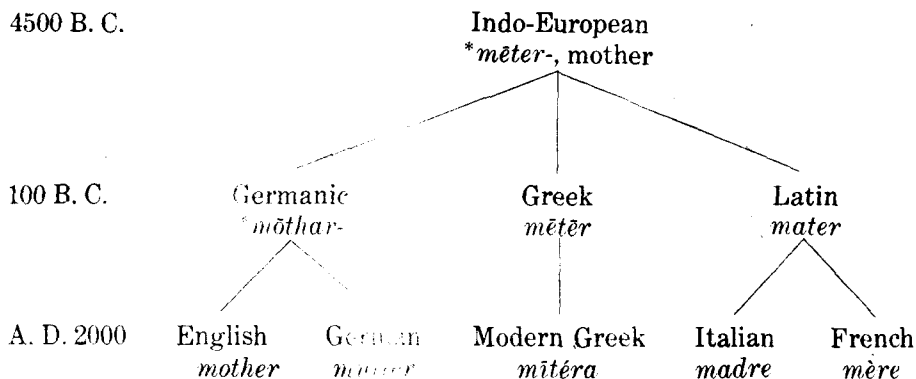 4500 B. C. Indo-European
*mēter-, mother
100 B. C. Germanic Greek Latin
*mōthar- mētēr mater
A. D. 2000 English German Modern Greek Italian French
mother mītéra madre mère